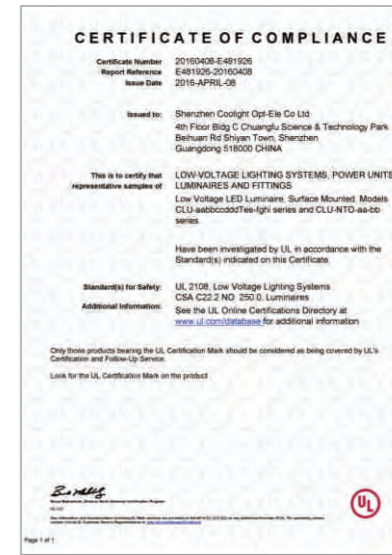 CERTIFICATE OF COMPLIANCE
Certificate Number 20160408-E481926
Report Reference E481926-20160408
Issue Date 2016-APRIL-08
Issued to: Shenzhen Coolight Opt-Ele Co Ltd
4th Floor Bldg C Chuangfu Science & Technology Park
Beihuan Rd Shiyan Town, Shenzhen
Guangdong 518000 CHINA
This is to certify that LOW-VOLTAGE LIGHTING SYSTEMS, POWER UNITS
representative samples of LUMINAIRES AND FITTINGS
Low Voltage LED Luminaire, Surface Mounted, Models
CLU-aabbccdddTee-fghi series and CLU-NTO-aa-bb
series.
Have been investigated by UL in accordance with the
Standard(s) indicated on this Certificate.
Standard(s) for Safety: UL 2108, Low Voltage Lighting Systems
CSA C22.2 NO. 250.0, Luminaires
Additional Information: See the UL Online Certifications Directory at
www.ul.com/database for additional information
Only those products bearing the UL Certification Mark should be considered as being covered by UL's
Certification and Follow-Up Service.
Look for the UL Certification Mark on the product.
UL
Page 1 of 1